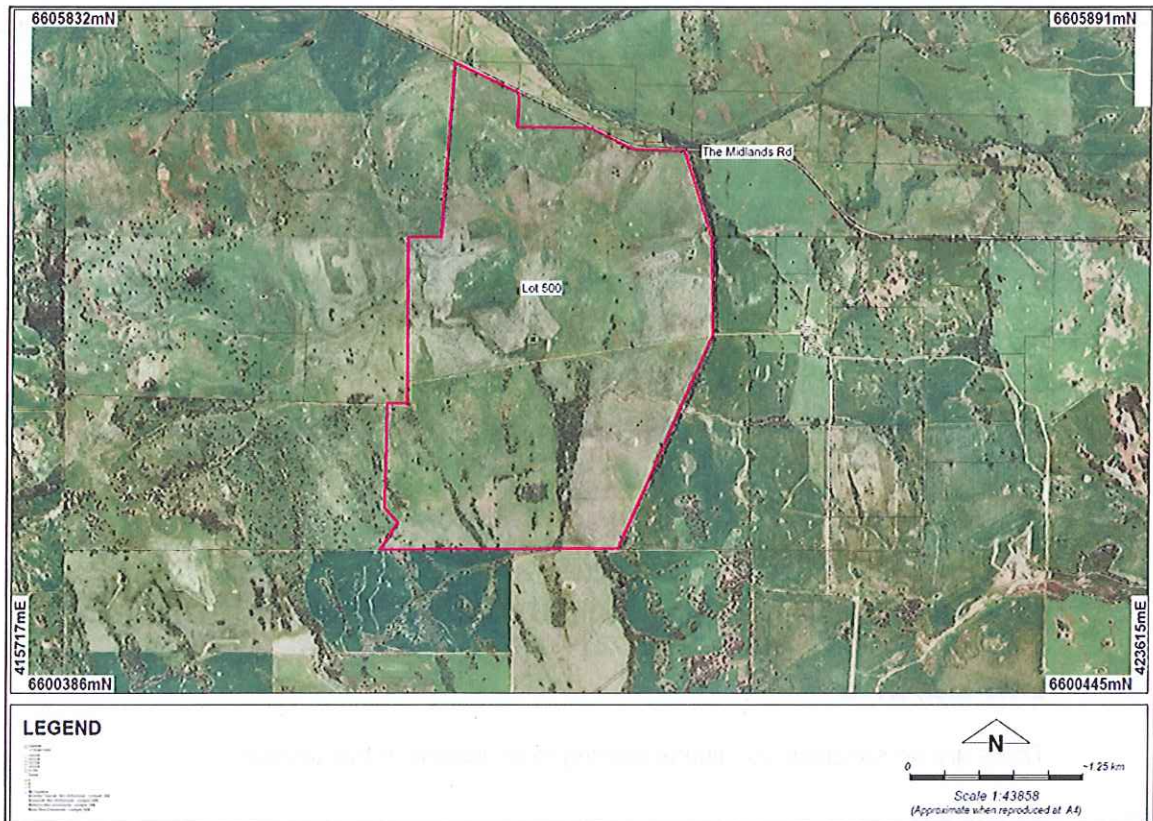 6605832mN
6605891mN
The Midlands Rd
Lot 500
415717mE
423615mE
6600386mN
6600445mN
LEGEND
N
0
~1.25 km
Scale 1:43858
(Approximate when reproduced at A4)